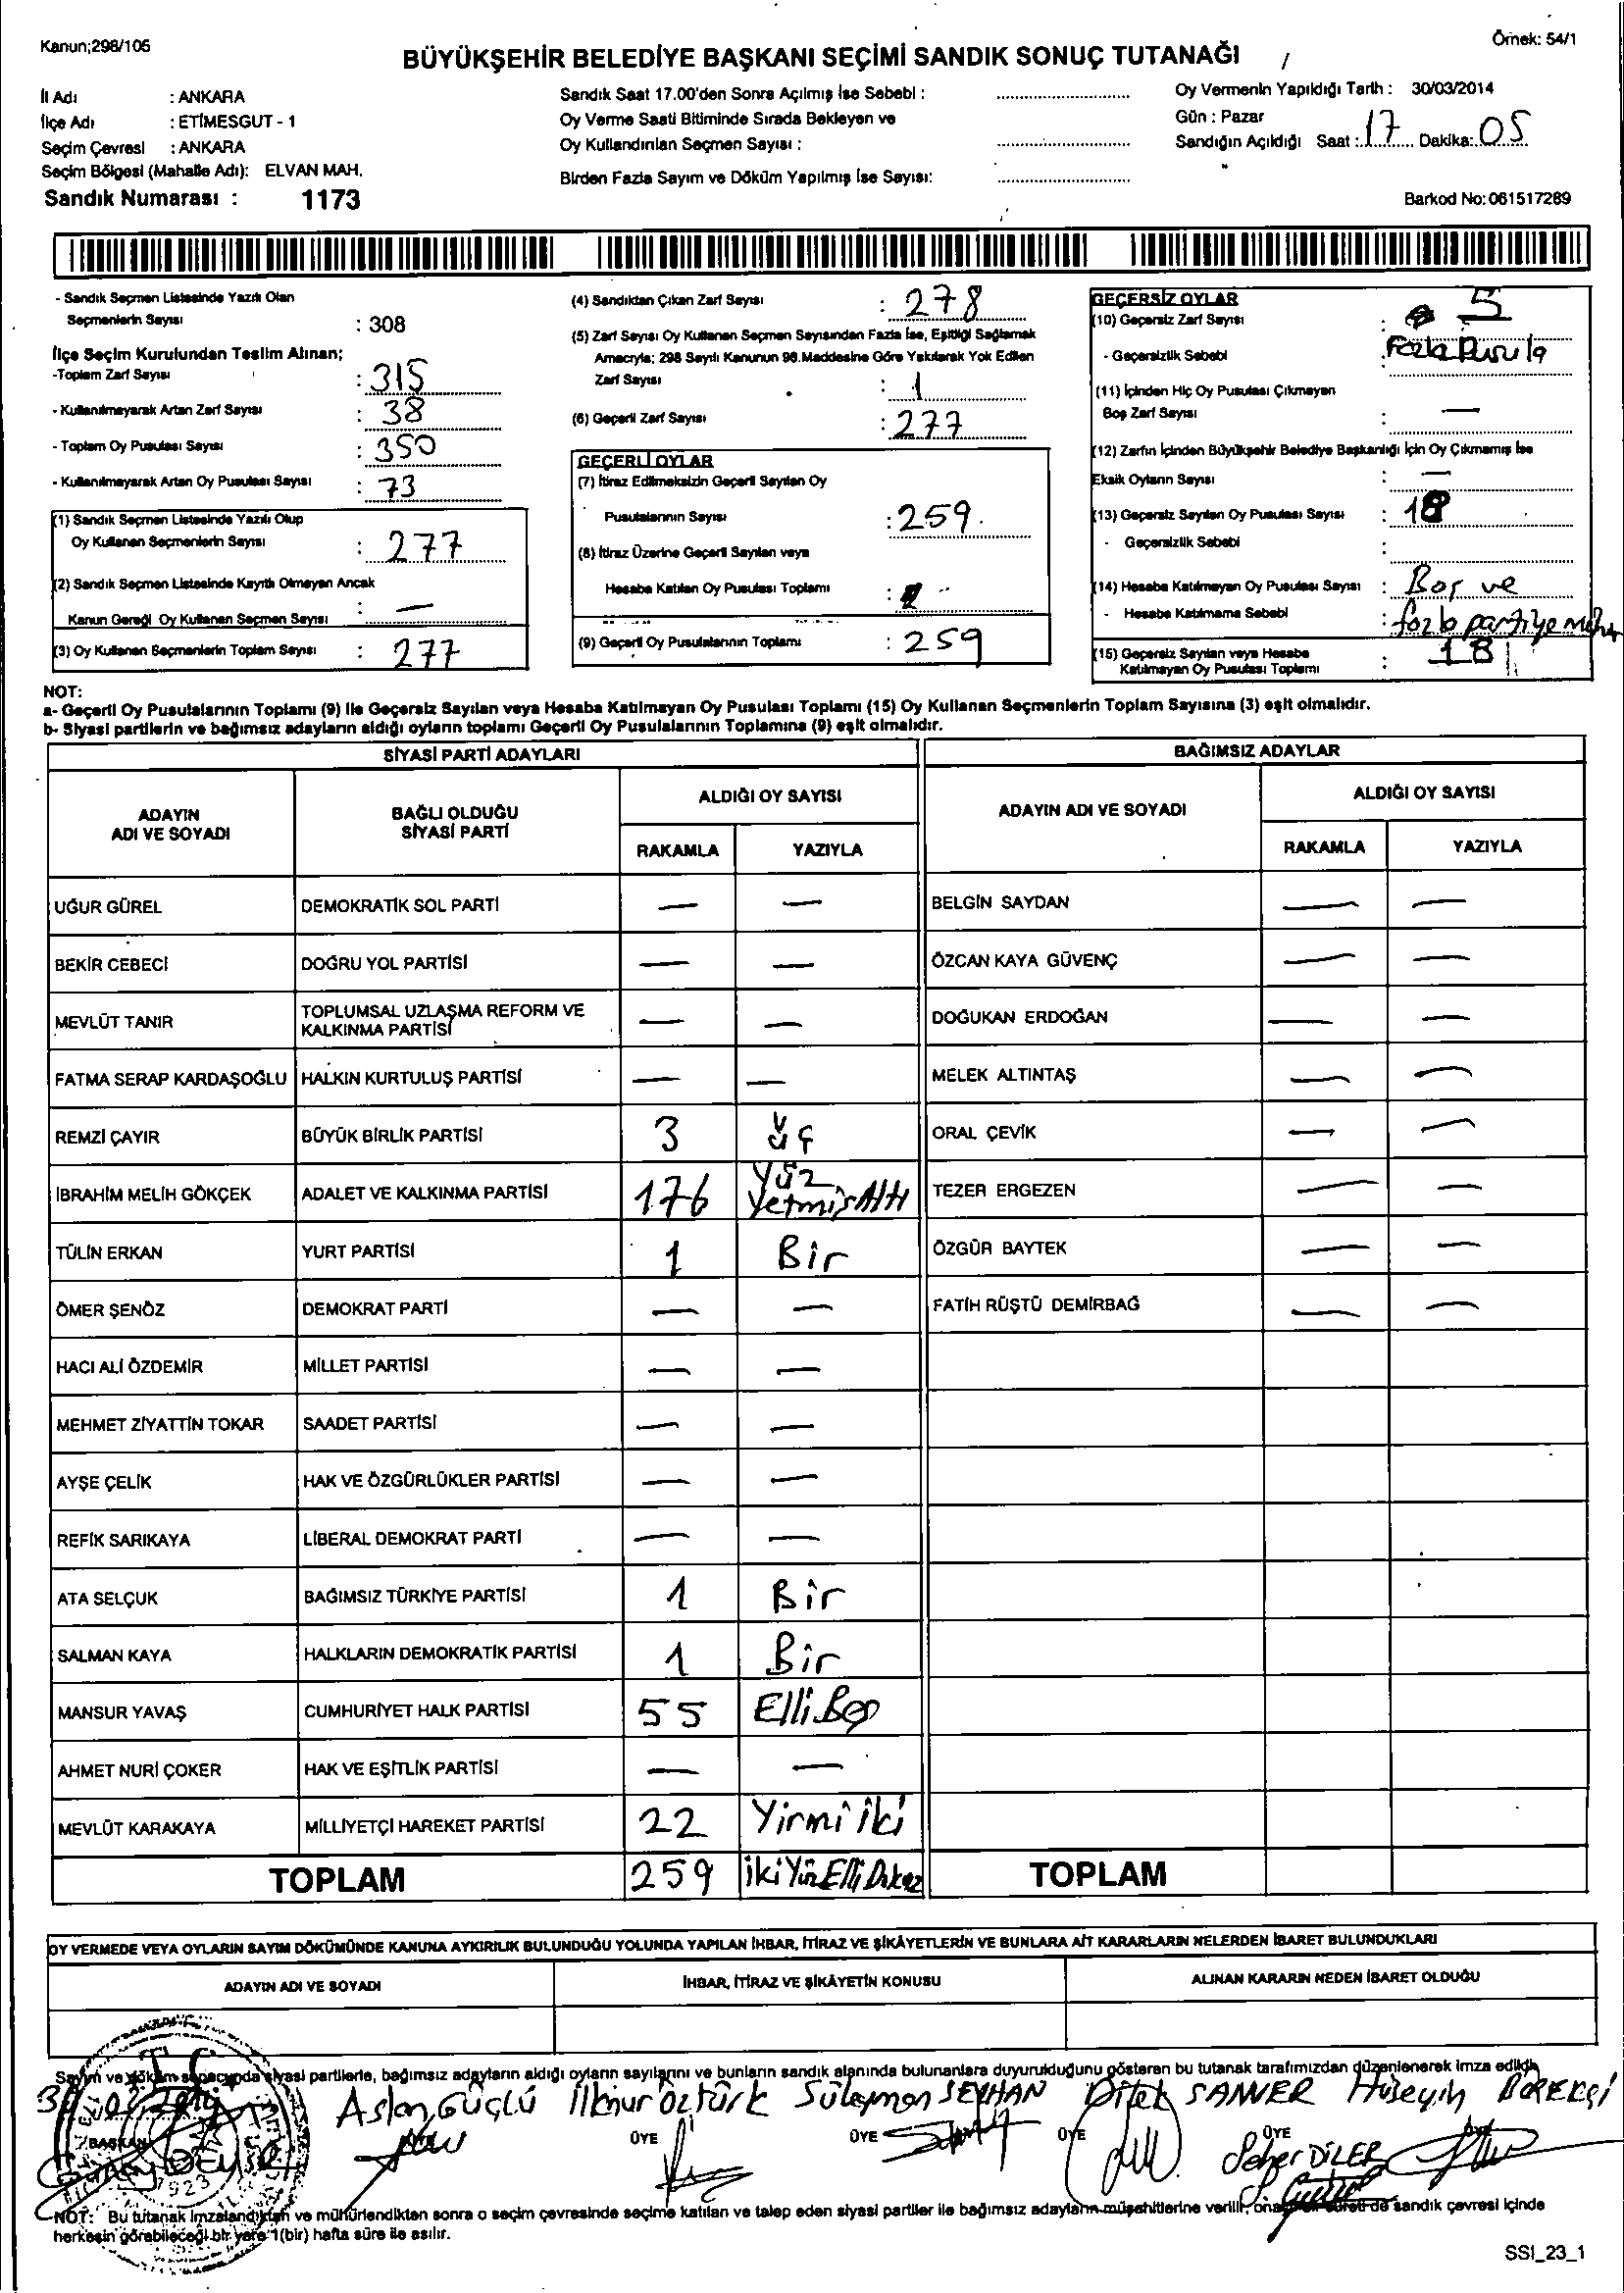 Kanun;298/105
Örnek: 54/1
BÜYÜKŞEHİR BELEDİYE BAŞKANI SEÇİMİ SANDIK SONUÇ TUTANAĞI
İl Adı : ANKARA
İlçe Adı : ETİMESGUT - 1
Seçim Çevresi : ANKARA
Seçim Bölgesi (Mahalle Adı): ELVAN MAH.
Sandık Numarası : 1173
Sandık Saat 17.00'den Sonra Açılmış İse Sebebi :
Oy Verme Saati Bitiminde Sırada Bekleyen ve
Oy Kullandırılan Seçmen Sayısı :
Birden Fazla Sayım ve Döküm Yapılmış İse Sayısı:
Oy Vermenin Yapıldığı Tarih : 30/03/2014
Gün : Pazar
Sandığın Açıldığı Saat : 17 Dakika: 05
Barkod No: 061517289
- Sandık Seçmen Listesinde Yazılı Olan
Seçmenlerin Sayısı : 308
İlçe Seçim Kurulundan Teslim Alınan;
-Toplam Zarf Sayısı : 315
- Kullanılmayarak Artan Zarf Sayısı : 38
- Toplam Oy Pusulası Sayısı : 350
- Kullanılmayarak Artan Oy Pusulası Sayısı : 73
(1) Sandık Seçmen Listesinde Yazılı Olup
Oy Kullanan Seçmenlerin Sayısı : 277
(2) Sandık Seçmen Listesinde Kayıtlı Olmayan Ancak
Kanun Gereği Oy Kullanan Seçmen Sayısı : —
(3) Oy Kullanan Seçmenlerin Toplam Sayısı : 277
(4) Sandıktan Çıkan Zarf Sayısı : 278
(5) Zarf Sayısı Oy Kullanan Seçmen Sayısından Fazla İse, Eşitliği Sağlamak
Amacıyla; 298 Sayılı Kanunun 98.Maddesine Göre Yakılarak Yok Edilen
Zarf Sayısı : 1
(6) Geçerli Zarf Sayısı : 277
GEÇERLİ OYLAR
(7) İtiraz Edilmeksizin Geçerli Sayılan Oy
Pusulalarının Sayısı : 259
(8) İtiraz Üzerine Geçerli Sayılan veya
Hesaba Katılan Oy Pusulası Toplamı :
(9) Geçerli Oy Pusulalarının Toplamı : 259
GEÇERSİZ OYLAR
(10) Geçersiz Zarf Sayısı : 5
- Geçersizlik Sebebi : Fazla Pusula
(11) İçinden Hiç Oy Pusulası Çıkmayan
Boş Zarf Sayısı : —
(12) Zarfın İçinden Büyükşehir Belediye Başkanlığı İçin Oy Çıkmamış İse
Eksik Oyların Sayısı : —
(13) Geçersiz Sayılan Oy Pusulası Sayısı : 18
- Geçersizlik Sebebi :
(14) Hesaba Katılmayan Oy Pusulası Sayısı : Boş ve
- Hesaba Katılmama Sebebi : fazla partiye mühür
(15) Geçersiz Sayılan veya Hesaba
Katılmayan Oy Pusulası Toplamı : 18
NOT:
a- Geçerli Oy Pusulalarının Toplamı (9) ile Geçersiz Sayılan veya Hesaba Katılmayan Oy Pusulası Toplamı (15) Oy Kullanan Seçmenlerin Toplam Sayısına (3) eşit olmalıdır.
b- Siyasi partilerin ve bağımsız adayların aldığı oyların toplamı Geçerli Oy Pusulalarının Toplamına (9) eşit olmalıdır.
SİYASİ PARTİ ADAYLARI
ADAYIN ADI VE SOYADI BAĞLI OLDUĞU SİYASİ PARTİ ALDIĞI OY SAYISI
RAKAMLA YAZIYLA
UĞUR GÜREL DEMOKRATİK SOL PARTİ — —
BEKİR CEBECİ DOĞRU YOL PARTİSİ — —
MEVLÜT TANIR TOPLUMSAL UZLAŞMA REFORM VE KALKINMA PARTİSİ — —
FATMA SERAP KARDAŞOĞLU HALKIN KURTULUŞ PARTİSİ — —
REMZİ ÇAYIR BÜYÜK BİRLİK PARTİSİ 3 üç
İBRAHİM MELİH GÖKÇEK ADALET VE KALKINMA PARTİSİ 176 Yüz YetmişAltı
TÜLİN ERKAN YURT PARTİSİ 1 Bir
ÖMER ŞENÖZ DEMOKRAT PARTİ — —
HACI ALİ ÖZDEMİR MİLLET PARTİSİ — —
MEHMET ZİYATTİN TOKAR SAADET PARTİSİ — —
AYŞE ÇELİK HAK VE ÖZGÜRLÜKLER PARTİSİ — —
REFİK SARIKAYA LİBERAL DEMOKRAT PARTİ — —
ATA SELÇUK BAĞIMSIZ TÜRKİYE PARTİSİ 1 Bir
SALMAN KAYA HALKLARIN DEMOKRATİK PARTİSİ 1 Bir
MANSUR YAVAŞ CUMHURİYET HALK PARTİSİ 55 Elli Beş
AHMET NURİ ÇOKER HAK VE EŞİTLİK PARTİSİ — —
MEVLÜT KARAKAYA MİLLİYETÇİ HAREKET PARTİSİ 22 Yirmi İki
TOPLAM 259 İkiYüzElli Dokuz
BAĞIMSIZ ADAYLAR
ADAYIN ADI VE SOYADI ALDIĞI OY SAYISI
RAKAMLA YAZIYLA
BELGİN SAYDAN — —
ÖZCAN KAYA GÜVENÇ — —
DOĞUKAN ERDOĞAN — —
MELEK ALTINTAŞ — —
ORAL ÇEVİK — —
TEZER ERGEZEN — —
ÖZGÜR BAYTEK — —
FATİH RÜŞTÜ DEMİRBAĞ — —
TOPLAM
OY VERMEDE VEYA OYLARIN SAYIM DÖKÜMÜNDE KANUNA AYKIRILIK BULUNDUĞU YOLUNDA YAPILAN İHBAR, İTİRAZ VE ŞİKÂYETLERİN VE BUNLARA AİT KARARLARIN NELERDEN İBARET BULUNDUKLARI
ADAYIN ADI VE SOYADI İHBAR, İTİRAZ VE ŞİKÂYETİN KONUSU ALINAN KARARIN NEDEN İBARET OLDUĞU
Sayım ve döküm sonucunda siyasi partilerle, bağımsız adayların aldığı oyların sayılarını ve bunların sandık alanında bulunanlara duyurulduğunu gösteren bu tutanak tarafımızdan düzenlenerek imza edildi.
Aslan GÜÇLÜ İlknur Öztürk Süleyman SEYHAN Dilek Hüseyin
BAŞKAN ÜYE ÜYE ÜYE ÜYE
Seher DİLER
1923
NOT: Bu tutanak imzalandıktan ve mühürlendikten sonra o seçim çevresinde seçime katılan ve talep eden siyasi partiler ile bağımsız adayların müşahitlerine verilir, sureti de sandık çevresi içinde
herkesin görebileceği bir yere 1(bir) hafta süre ile asılır.
SSI_23_1